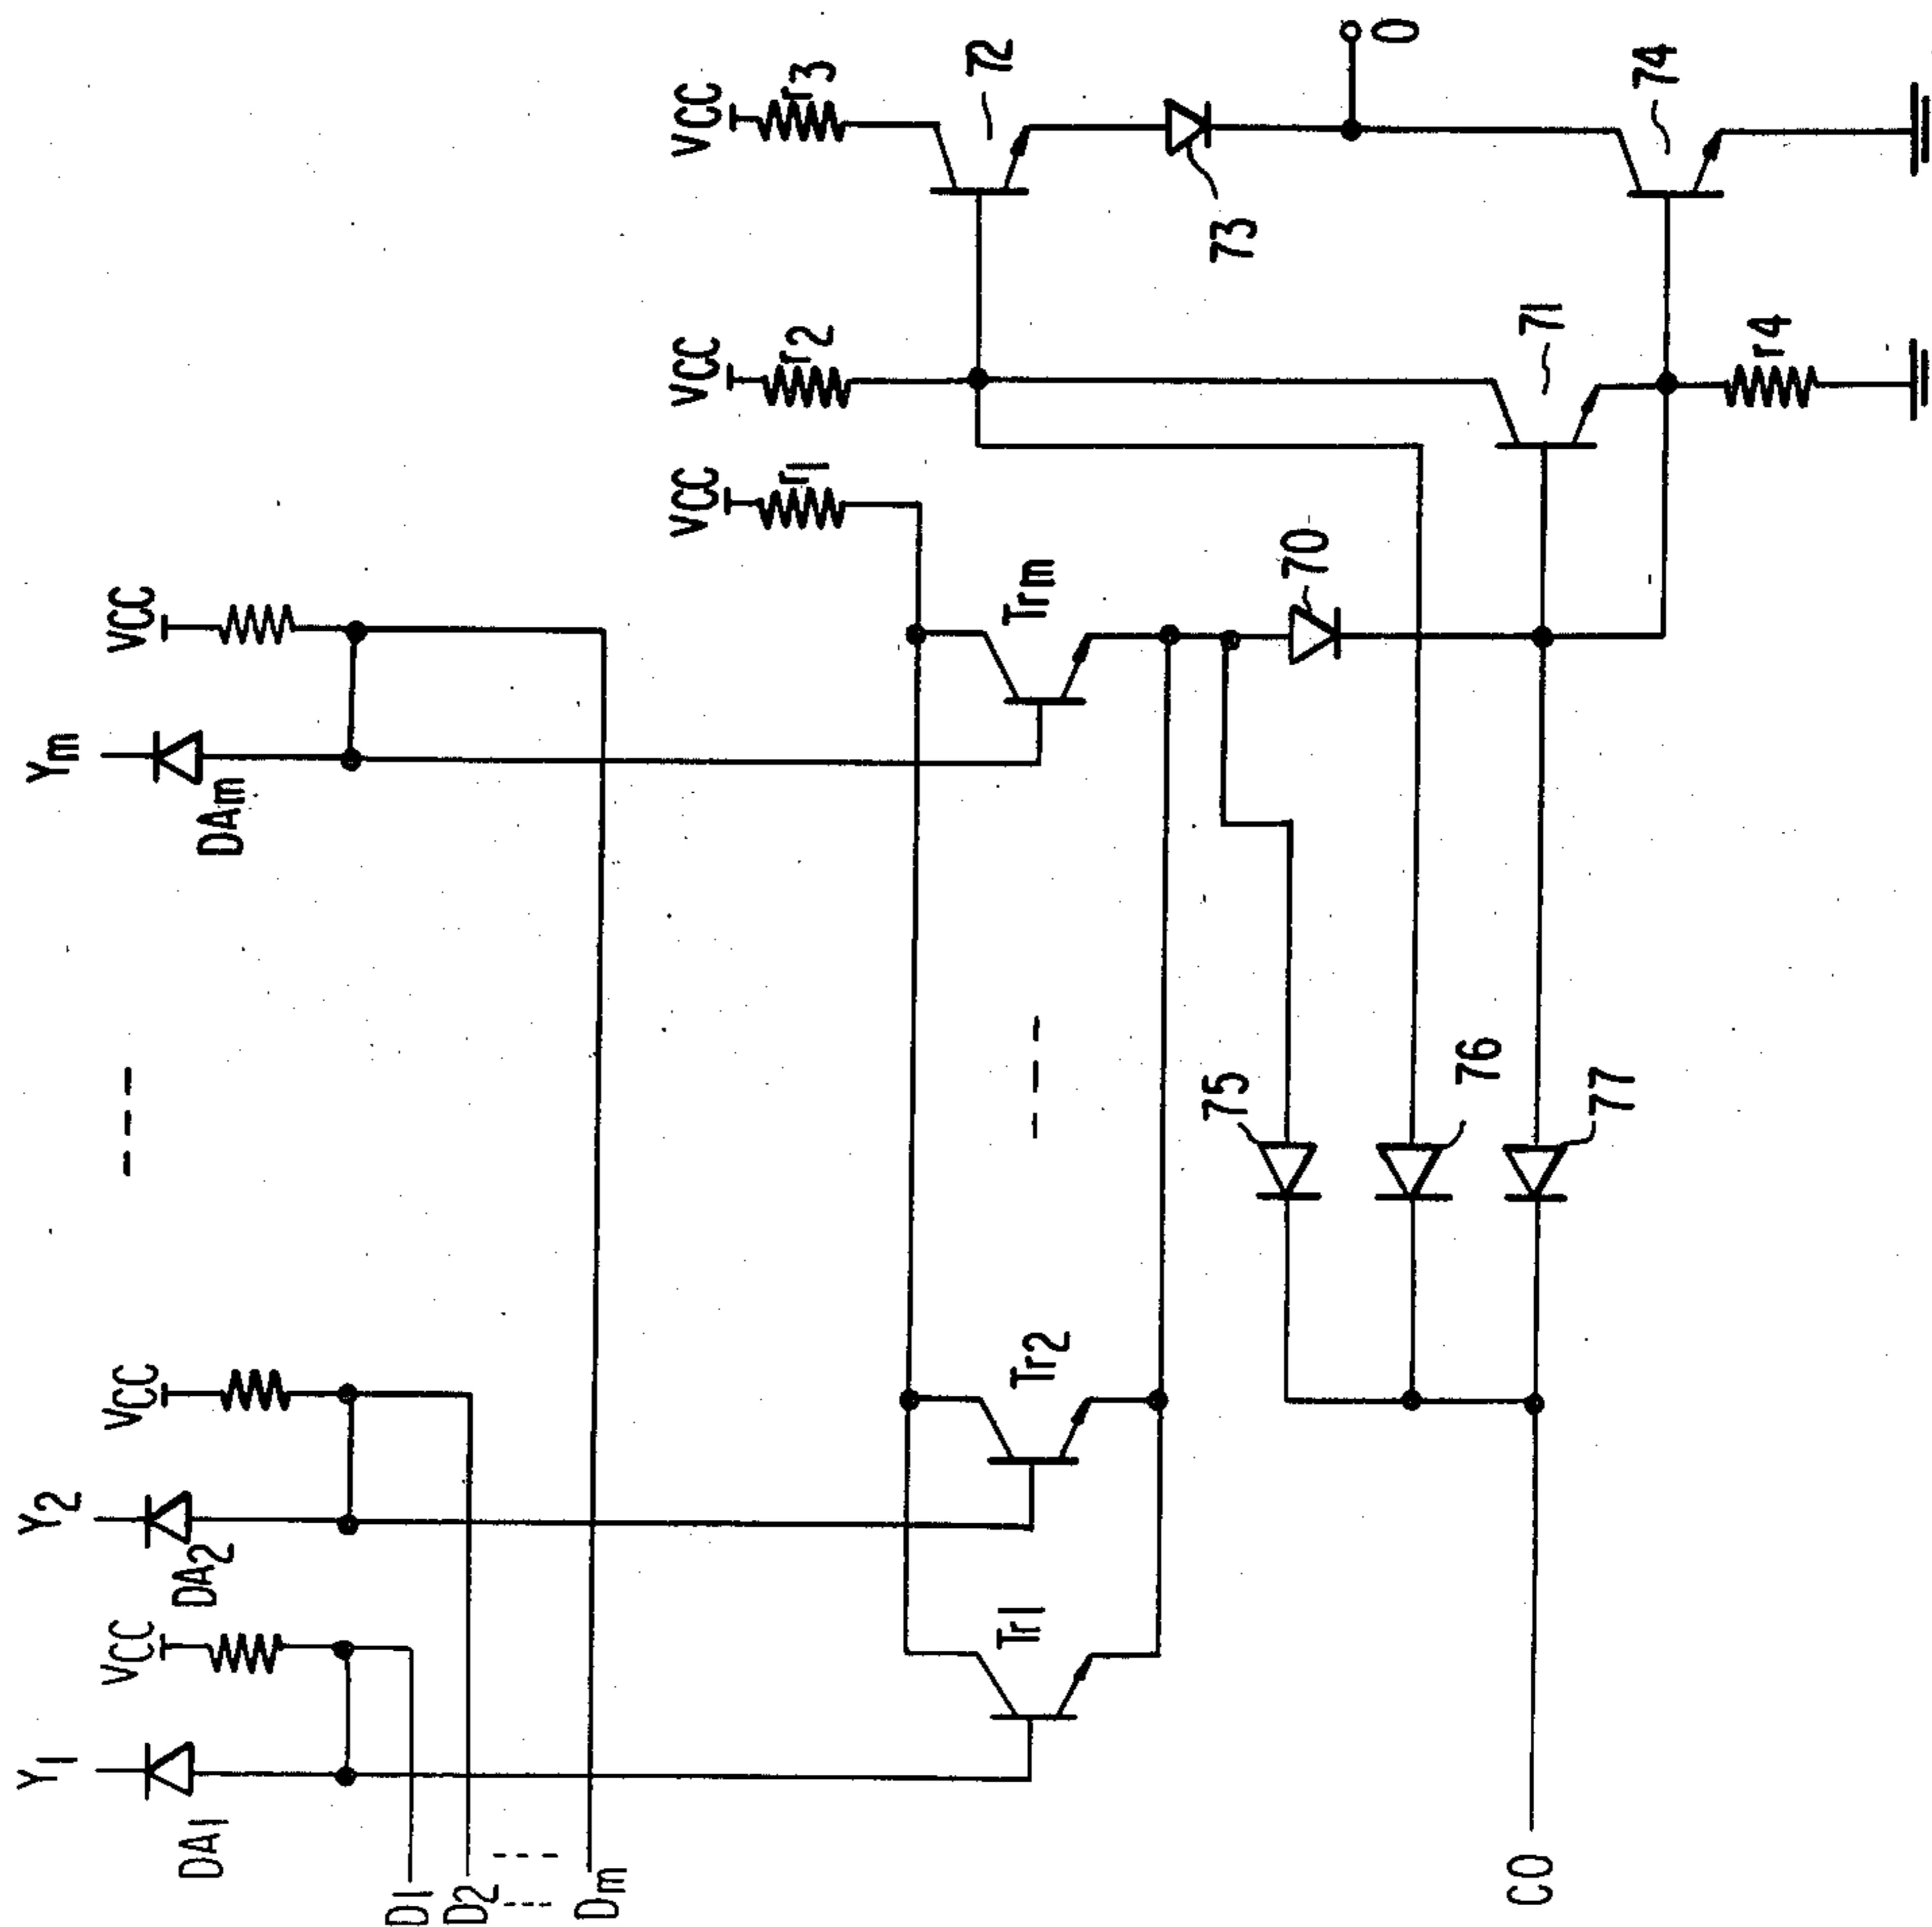 Y1
Y2
Ym
DA1
VCC
DA2
VCC
DAm
VCC
D1
D2
Dm
Tr1
Tr2
Trm
VCC
r1
VCC
r2
VCC
r3
72
73
O
70
71
74
r4
75
76
77
CO